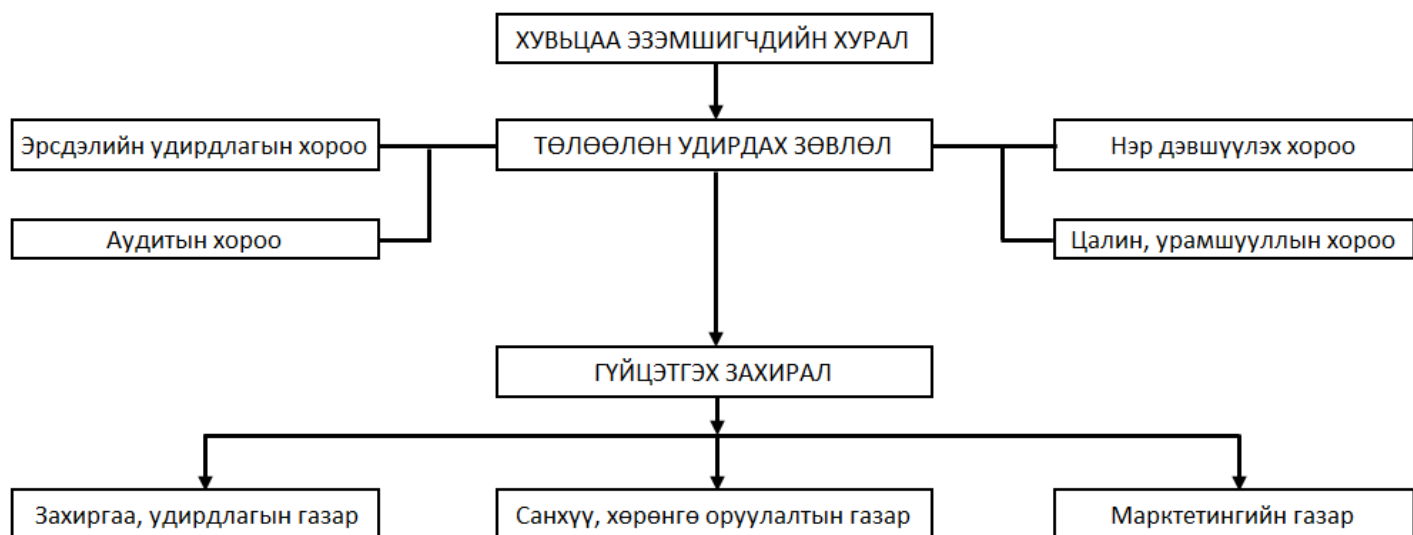 ХУВЬЦАА ЭЗЭМШИГЧДИЙН ХУРАЛ
Эрсдэлийн удирдлагын хороо
ТӨЛӨӨЛӨН УДИРДАХ ЗӨВЛӨЛ
Нэр дэвшүүлэх хороо
Аудитын хороо
Цалин, урамшууллын хороо
ГҮЙЦЭТГЭХ ЗАХИРАЛ
Захиргаа, удирдлагын газар
Санхүү, хөрөнгө оруулалтын газар
Марктетингийн газар